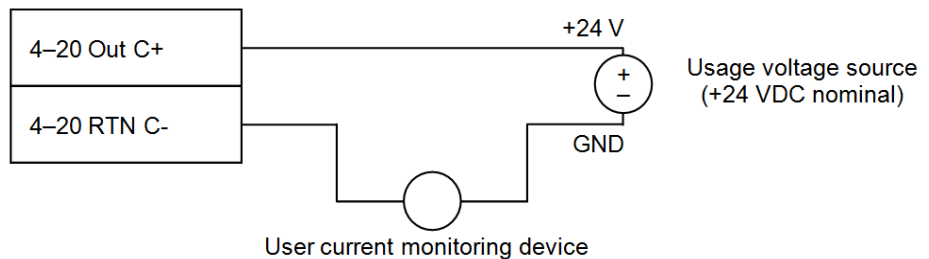 4–20 Out C+
+24 V
+
–
Usage voltage source
(+24 VDC nominal)
4–20 RTN C-
GND
User current monitoring device